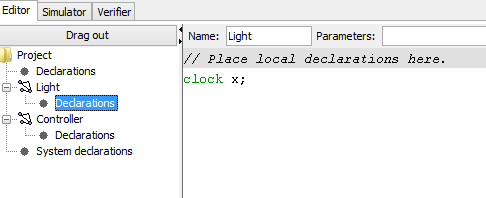 Editor Simulator Verifier
Drag out
Name: Light Parameters:
Project
Declarations
Light
Declarations
Controller
Declarations
System declarations
// Place local declarations here.
clock x;